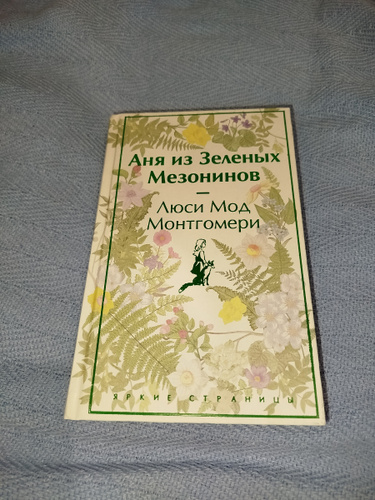 Аня из Зеленых
Мезонинов
Люси Мод
Монтгомери
ЯРКИЕ СТРАНИЦЫ